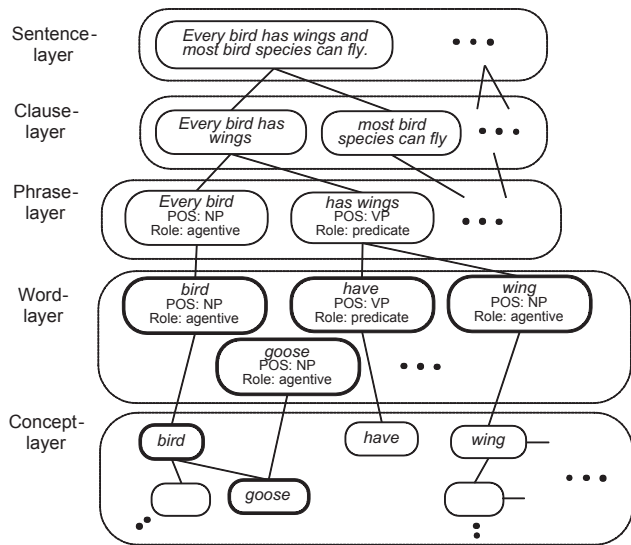 Sentence-
layer
Every bird has wings and
most bird species can fly.
Clause-
layer
Every bird has
wings
most bird
species can fly
Phrase-
layer
Every bird
POS: NP
Role: agentive
has wings
POS: VP
Role: predicate
Word-
layer
bird
POS: NP
Role: agentive
have
POS: VP
Role: predicate
wing
POS: NP
Role: agentive
goose
POS: NP
Role: agentive
Concept-
layer
bird
have
wing
goose